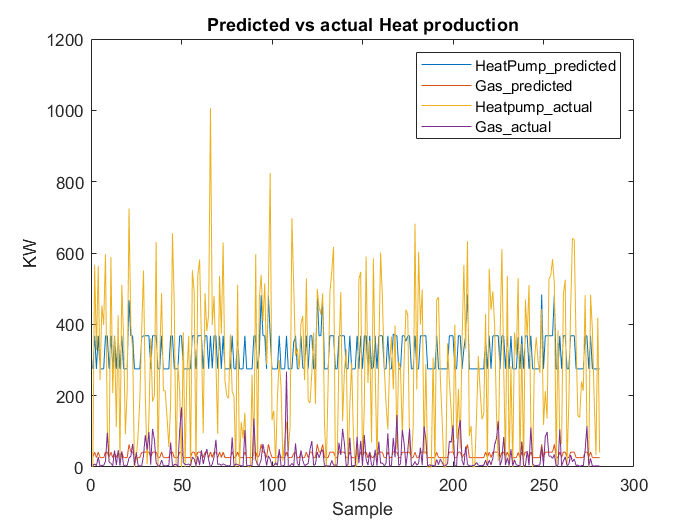 Predicted vs actual Heat production
1200
1000
800
600
400
200
0
KW
HeatPump_predicted
Gas_predicted
Heatpump_actual
Gas_actual
0 50 100 150 200 250 300
Sample